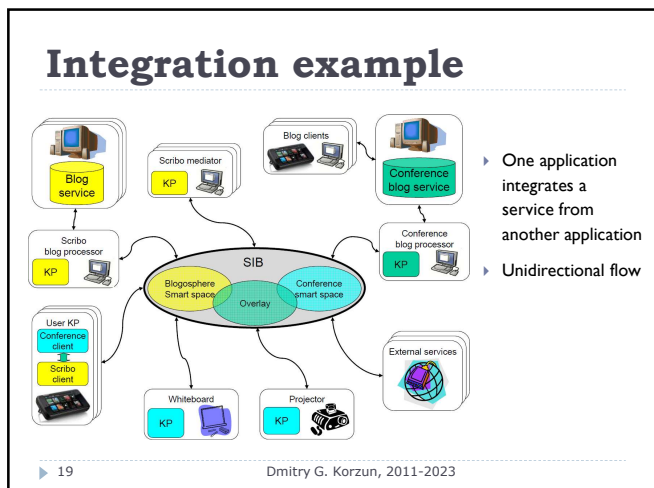 Integration example
Blog
service
Scribo mediator
KP
Blog clients
Conference
blog service
Scribo
blog processor
KP
Conference
blog processor
KP
SIB
Blogosphere
Smart space
Overlay
Conference
smart space
User KP
Conference
client
Scribo
client
Whiteboard
KP
Projector
KP
External services
One application
integrates a
service from
another application
Unidirectional flow
19
Dmitry G. Korzun, 2011-2023